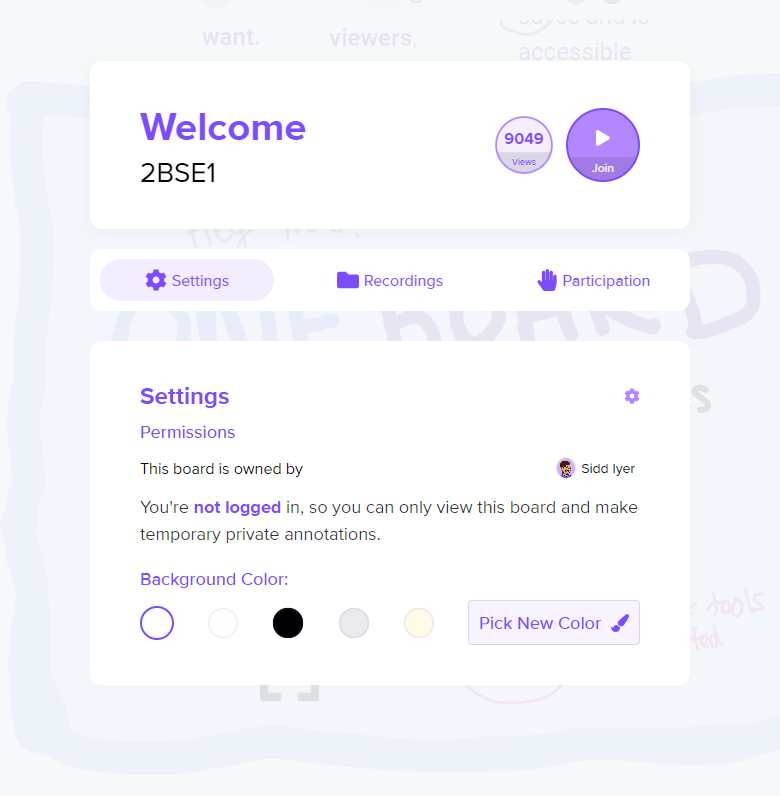 want.
viewers,
accessible
Welcome
2BSE1
9049
Views
Join
Settings
Recordings
Participation
BOARD
Settings
Permissions
This board is owned by
Sidd Iyer
You're not logged in, so you can only view this board and make
temporary private annotations.
Background Color:
Pick New Color
tools